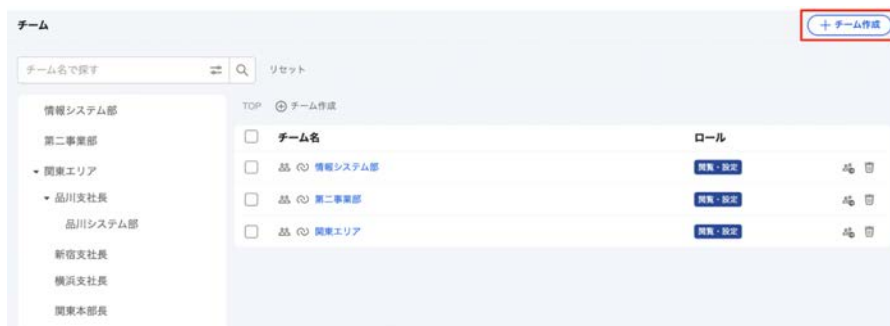 チーム
チーム作成
チーム名で探す
リセット
情報システム部
第二事業部
関東エリア
品川支社長
品川システム部
新宿支社長
横浜支社長
関東本部長
TOP チーム作成
チーム名 ロール
情報システム部 閲覧・設定
第二事業部 閲覧・設定
関東エリア 閲覧・設定